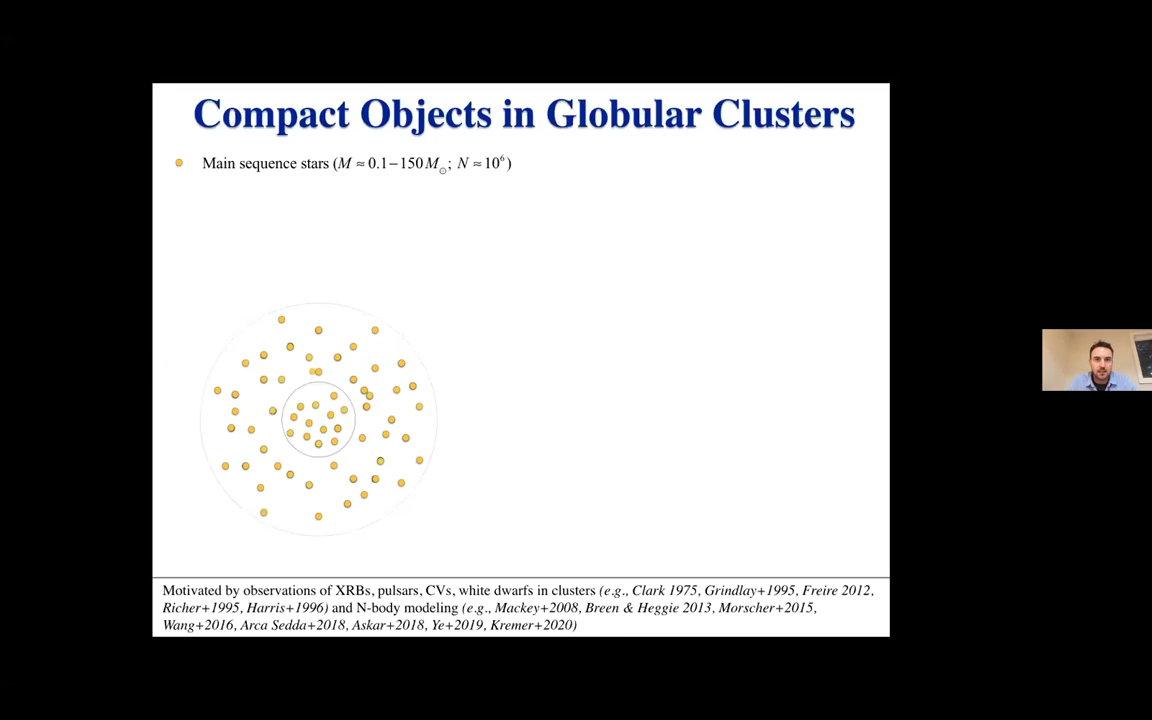 Compact Objects in Globular Clusters
Main sequence stars (M ≈ 0.1−150 M⊙; N ≈ 10⁶)
Motivated by observations of XRBs, pulsars, CVs, white dwarfs in clusters (e.g., Clark 1975, Grindlay+1995, Freire 2012,
Richer+1995, Harris+1996) and N-body modeling (e.g., Mackey+2008, Breen & Heggie 2013, Morscher+2015,
Wang+2016, Arca Sedda+2018, Askar+2018, Ye+2019, Kremer+2020)